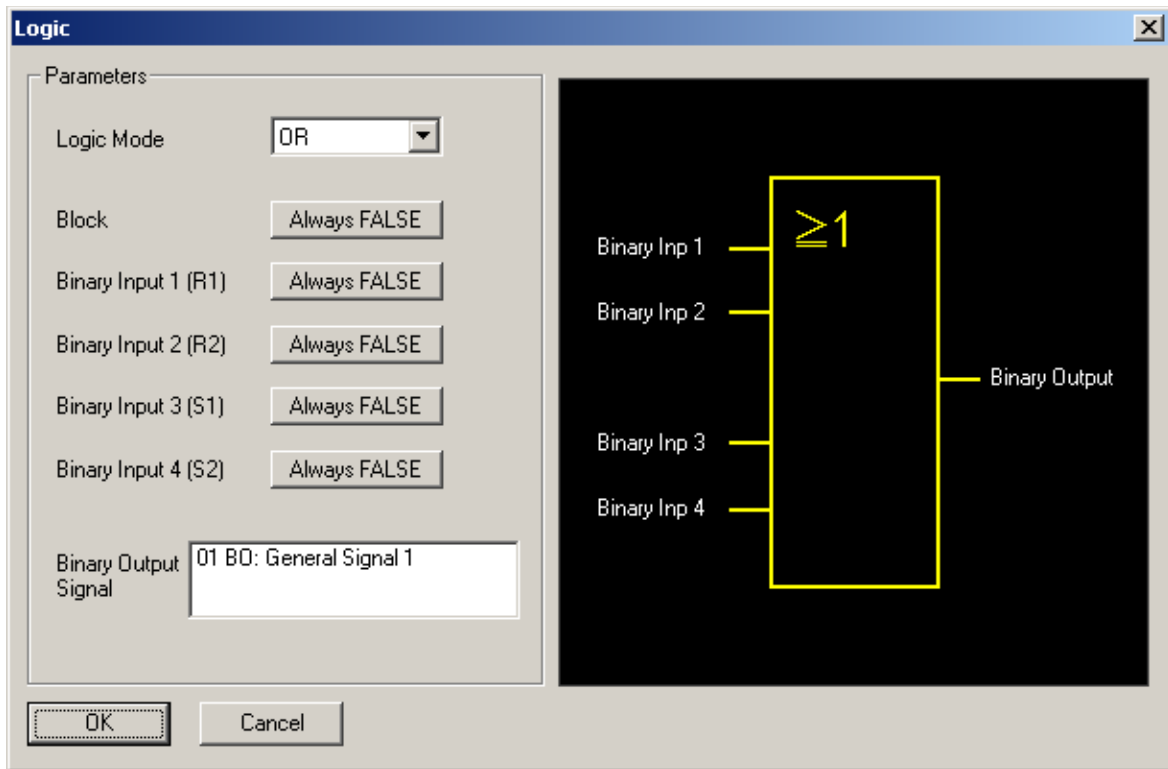 Logic
Parameters
Logic Mode
OR
Block
Always FALSE
Binary Input 1 (R1)
Always FALSE
Binary Input 2 (R2)
Always FALSE
Binary Input 3 (S1)
Always FALSE
Binary Input 4 (S2)
Always FALSE
Binary Output
Signal
01 BO: General Signal 1
OK
Cancel
≧1
Binary Inp 1
Binary Inp 2
Binary Inp 3
Binary Inp 4
Binary Output